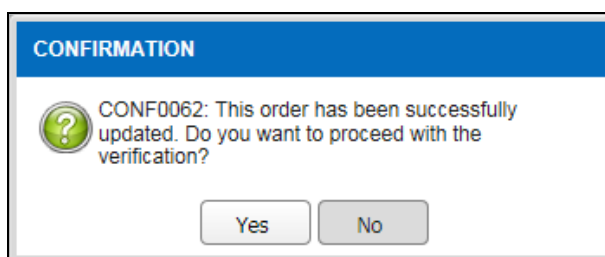 CONFIRMATION
CONF0062: This order has been successfully
updated. Do you want to proceed with the
verification?
Yes
No